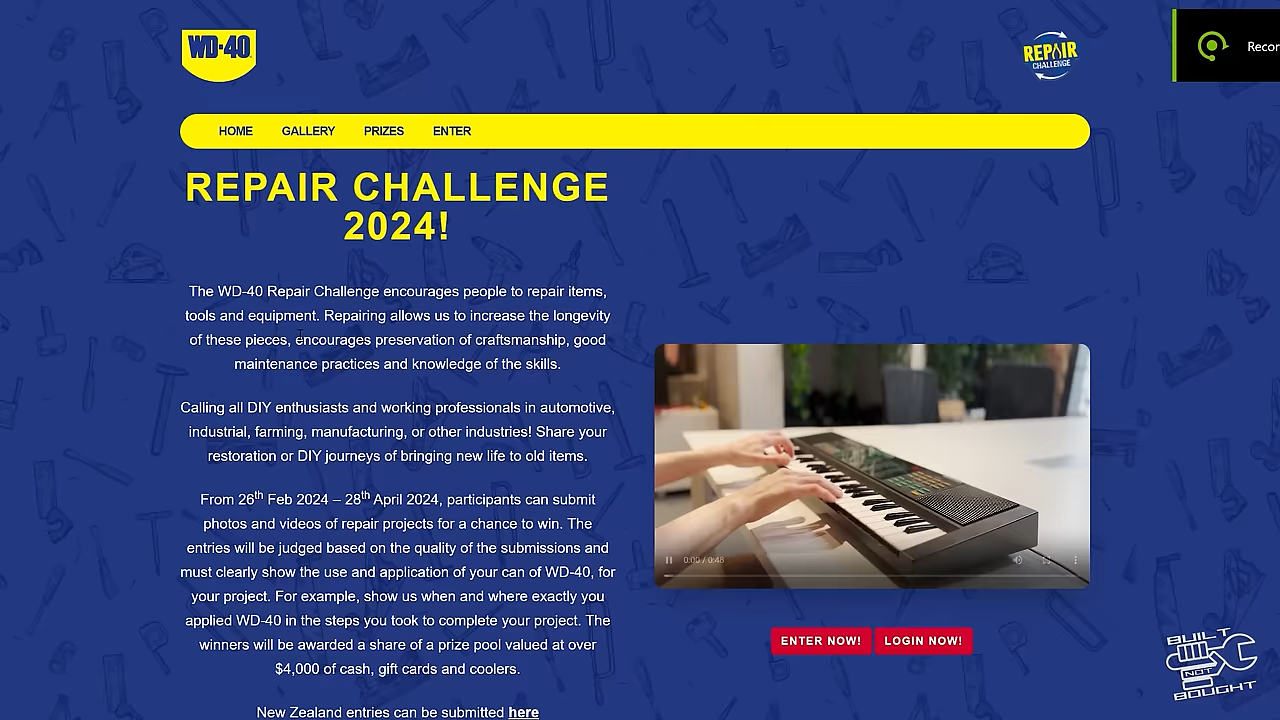 WD-40
REPAIR
CHALLENGE
HOME GALLERY PRIZES ENTER
REPAIR CHALLENGE
2024!
The WD-40 Repair Challenge encourages people to repair items,
tools and equipment. Repairing allows us to increase the longevity
of these pieces, encourages preservation of craftsmanship, good
maintenance practices and knowledge of the skills.
Calling all DIY enthusiasts and working professionals in automotive,
industrial, farming, manufacturing, or other industries! Share your
restoration or DIY journeys of bringing new life to old items.
From 26th Feb 2024 – 28th April 2024, participants can submit
photos and videos of repair projects for a chance to win. The
entries will be judged based on the quality of the submissions and
must clearly show the use and application of your can of WD-40, for
your project. For example, show us when and where exactly you
applied WD-40 in the steps you took to complete your project. The
winners will be awarded a share of a prize pool valued at over
$4,000 of cash, gift cards and coolers.
New Zealand entries can be submitted here
0:00 / 0:48
ENTER NOW! LOGIN NOW!
Recor
BUILT
NOT
BOUGHT